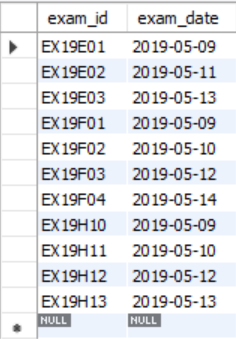 exam_id exam_date
EX19E01 2019-05-09
EX19E02 2019-05-11
EX19E03 2019-05-13
EX19F01 2019-05-09
EX19F02 2019-05-10
EX19F03 2019-05-12
EX19F04 2019-05-14
EX19H10 2019-05-09
EX19H11 2019-05-10
EX19H12 2019-05-12
EX19H13 2019-05-13
NULL NULL